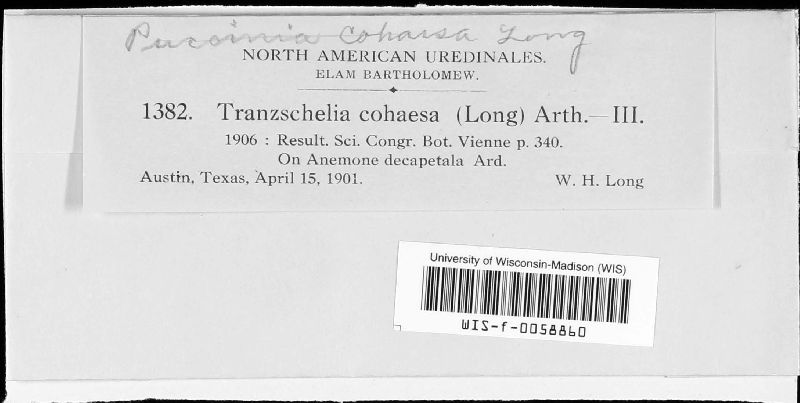 Puccinia cohaesa Long
NORTH AMERICAN UREDINALES.
ELAM BARTHOLOMEW.
1382. Tranzschelia cohaesa (Long) Arth.—III.
1906 : Result. Sci. Congr. Bot. Vienne p. 340.
On Anemone decapetala Ard.
Austin, Texas, April 15, 1901. W. H. Long
University of Wisconsin-Madison (WIS)
WIS-f-0058860